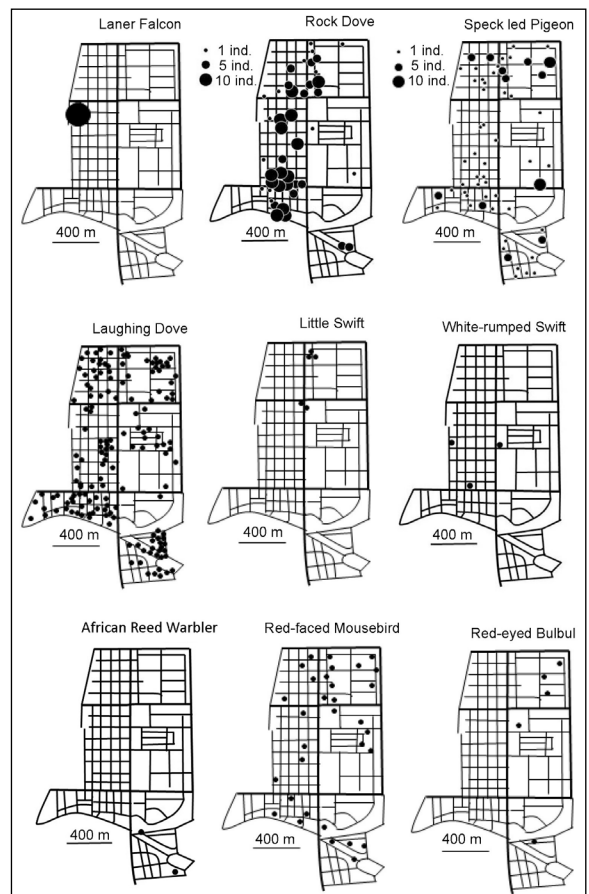 Laner Falcon
Rock Dove
Speck led Pigeon
1 ind.
5 ind.
10 ind.
1 ind.
5 ind.
10 ind.
400 m
400 m
400 m
Laughing Dove
Little Swift
White-rumped Swift
400 m
400 m
400 m
African Reed Warbler
Red-faced Mousebird
Red-eyed Bulbul
400 m
400 m
400 m